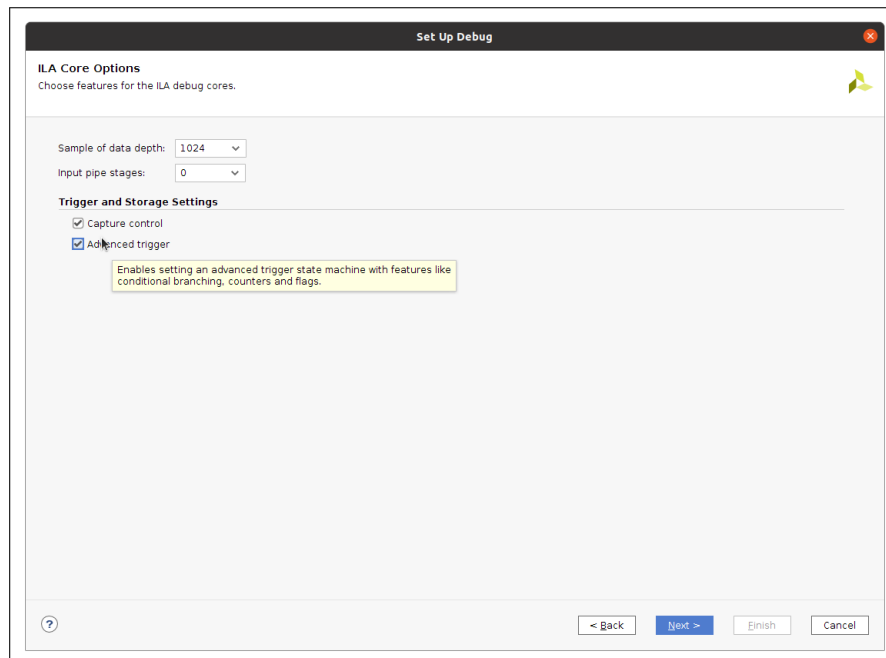 Set Up Debug
ILA Core Options
Choose features for the ILA debug cores.
Sample of data depth: 1024
Input pipe stages: 0
Trigger and Storage Settings
Capture control
Advanced trigger
Enables setting an advanced trigger state machine with features like
conditional branching, counters and flags.
? < Back Next > Finish Cancel